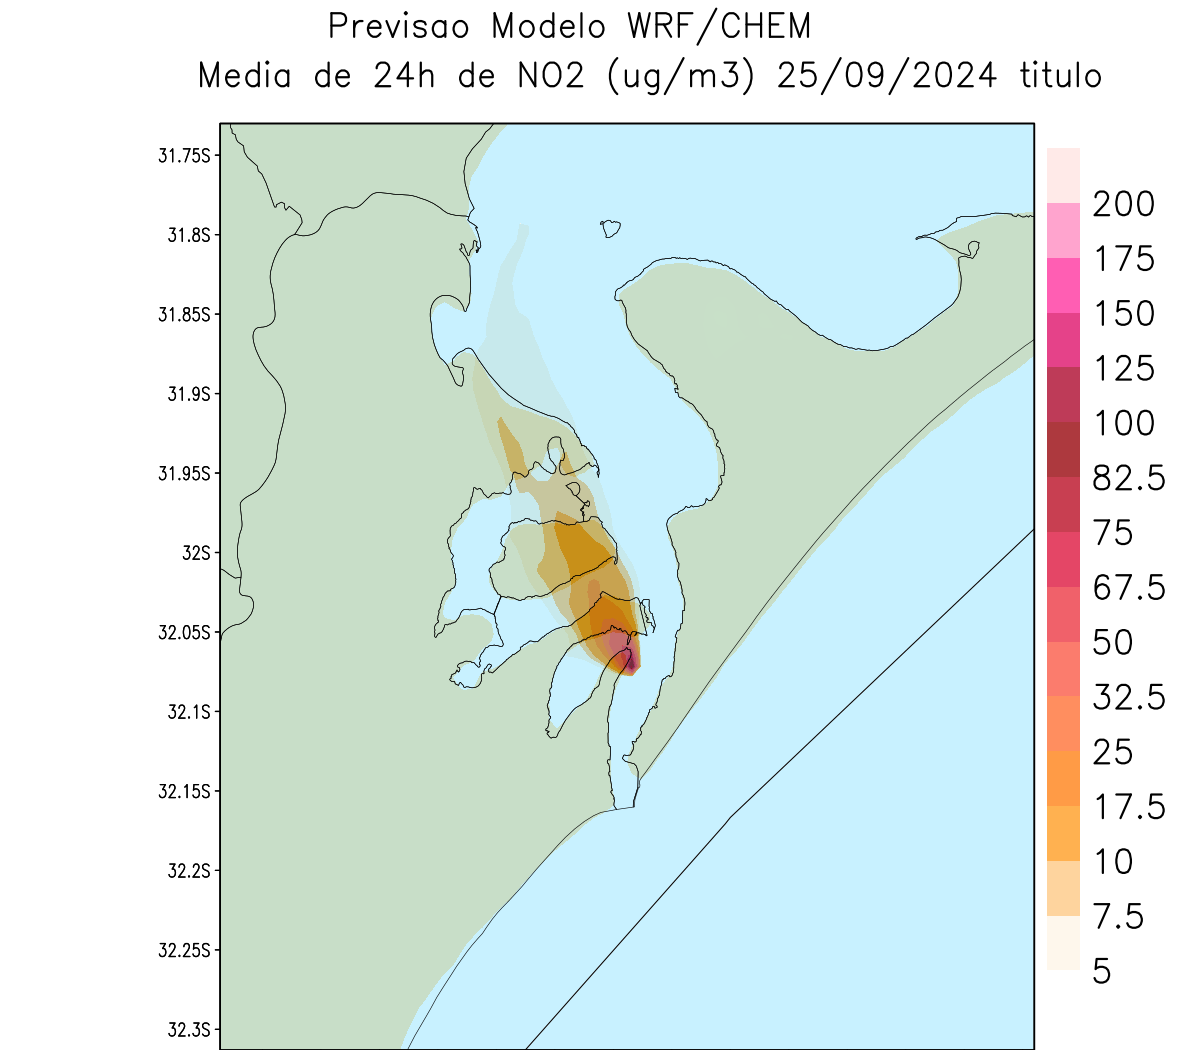 Previsao Modelo WRF/CHEM
Media de 24h de NO2 (ug/m3) 25/09/2024 titulo
31.75S
31.8S
31.85S
31.9S
31.95S
32S
32.05S
32.1S
32.15S
32.2S
32.25S
32.3S
200
175
150
125
100
82.5
75
67.5
50
32.5
25
17.5
10
7.5
5